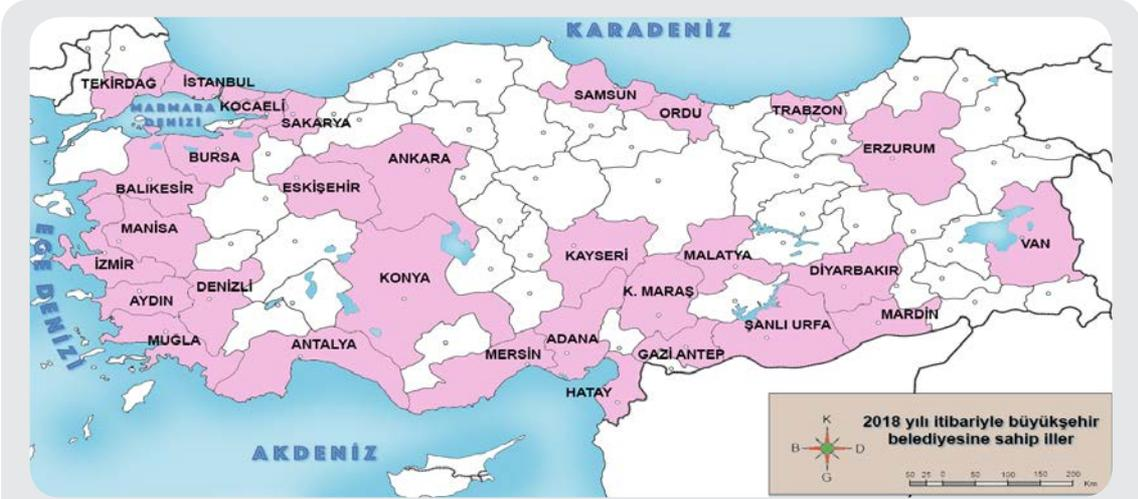 KARADENİZ
TEKİRDAĞ
İSTANBUL
MARMARA
DENİZİ
KOCAELİ
SAKARYA
SAMSUN
ORDU
TRABZON
BURSA
ANKARA
ERZURUM
BALIKESİR
ESKİŞEHİR
MANİSA
EGE DENİZİ
İZMİR
KONYA
KAYSERİ
MALATYA
VAN
DİYARBAKIR
AYDIN
DENİZLİ
K. MARAŞ
MARDİN
ŞANLI URFA
MUĞLA
ANTALYA
MERSİN
ADANA
GAZİ ANTEP
HATAY
AKDENİZ
K
B
D
G
2018 yılı itibariyle büyükşehir
belediyesine sahip iller
50 25 0 50 100 150 200
Km